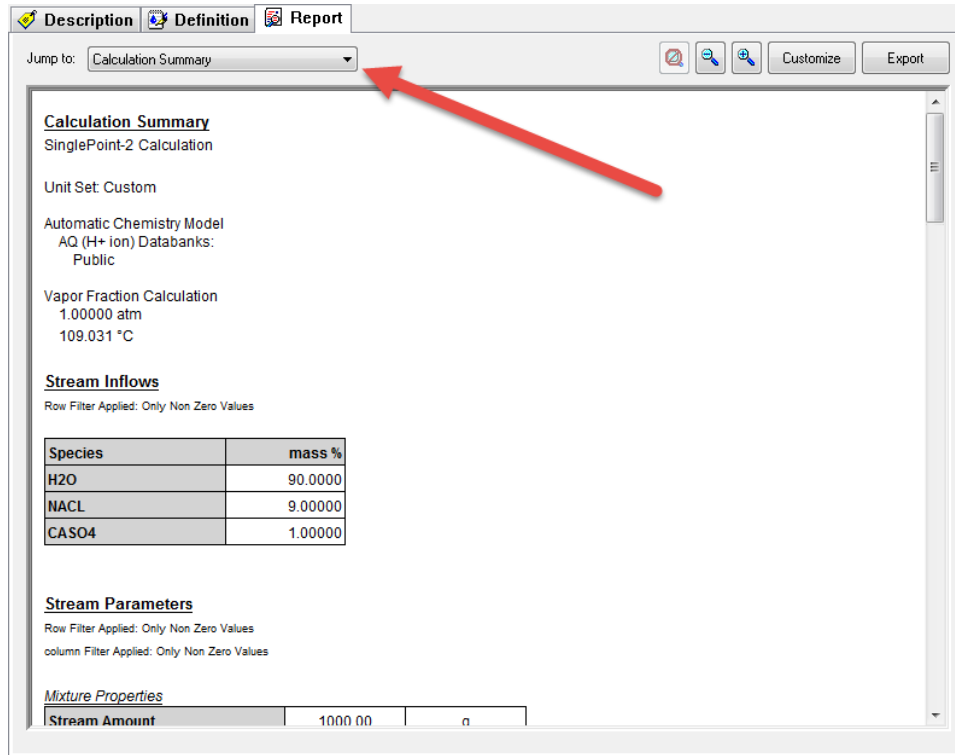 Description Definition Report
Jump to: Calculation Summary Customize Export
Calculation Summary
SinglePoint-2 Calculation
Unit Set: Custom
Automatic Chemistry Model
AQ (H+ ion) Databanks:
Public
Vapor Fraction Calculation
1.00000 atm
109.031 °C
Stream Inflows
Row Filter Applied: Only Non Zero Values
Species mass %
H2O 90.0000
NACL 9.00000
CASO4 1.00000
Stream Parameters
Row Filter Applied: Only Non Zero Values
column Filter Applied: Only Non Zero Values
Mixture Properties
Stream Amount 1000.00 g